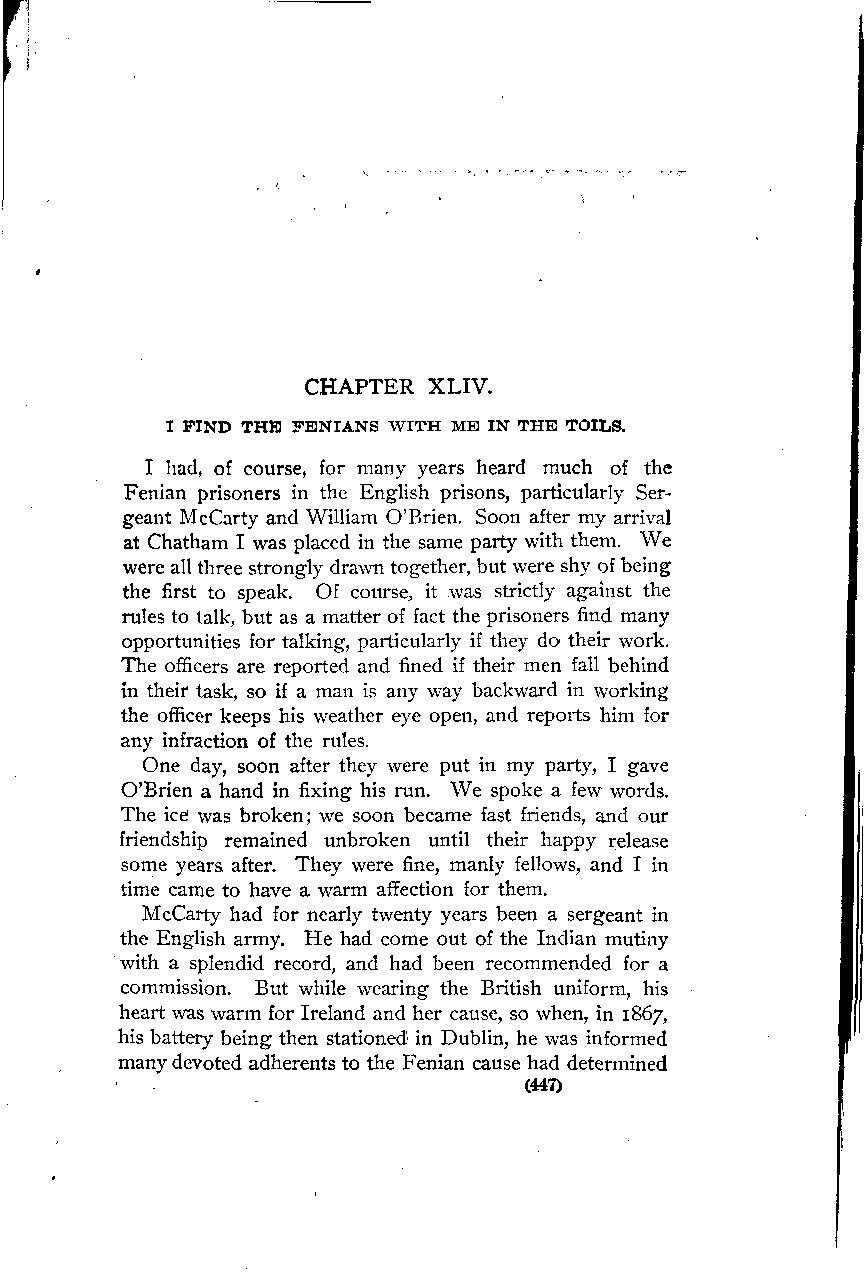 CHAPTER XLIV.
I FIND THE FENIANS WITH ME IN THE TOILS.
I had, of course, for many years heard much of the
Fenian prisoners in the English prisons, particularly Ser-
geant McCarty and William O'Brien. Soon after my arrival
at Chatham I was placed in the same party with them. We
were all three strongly drawn together, but were shy of being
the first to speak. Of course, it was strictly against the
rules to talk, but as a matter of fact the prisoners find many
opportunities for talking, particularly if they do their work.
The officers are reported and fined if their men fall behind
in their task, so if a man is any way backward in working
the officer keeps his weather eye open, and reports him for
any infraction of the rules.
One day, soon after they were put in my party, I gave
O'Brien a hand in fixing his run. We spoke a few words.
The ice was broken; we soon became fast friends, and our
friendship remained unbroken until their happy release
some years after. They were fine, manly fellows, and I in
time came to have a warm affection for them.
McCarty had for nearly twenty years been a sergeant in
the English army. He had come out of the Indian mutiny
with a splendid record, and had been recommended for a
commission. But while wearing the British uniform, his
heart was warm for Ireland and her cause, so when, in 1867,
his battery being then stationed in Dublin, he was informed
many devoted adherents to the Fenian cause had determined
(447)